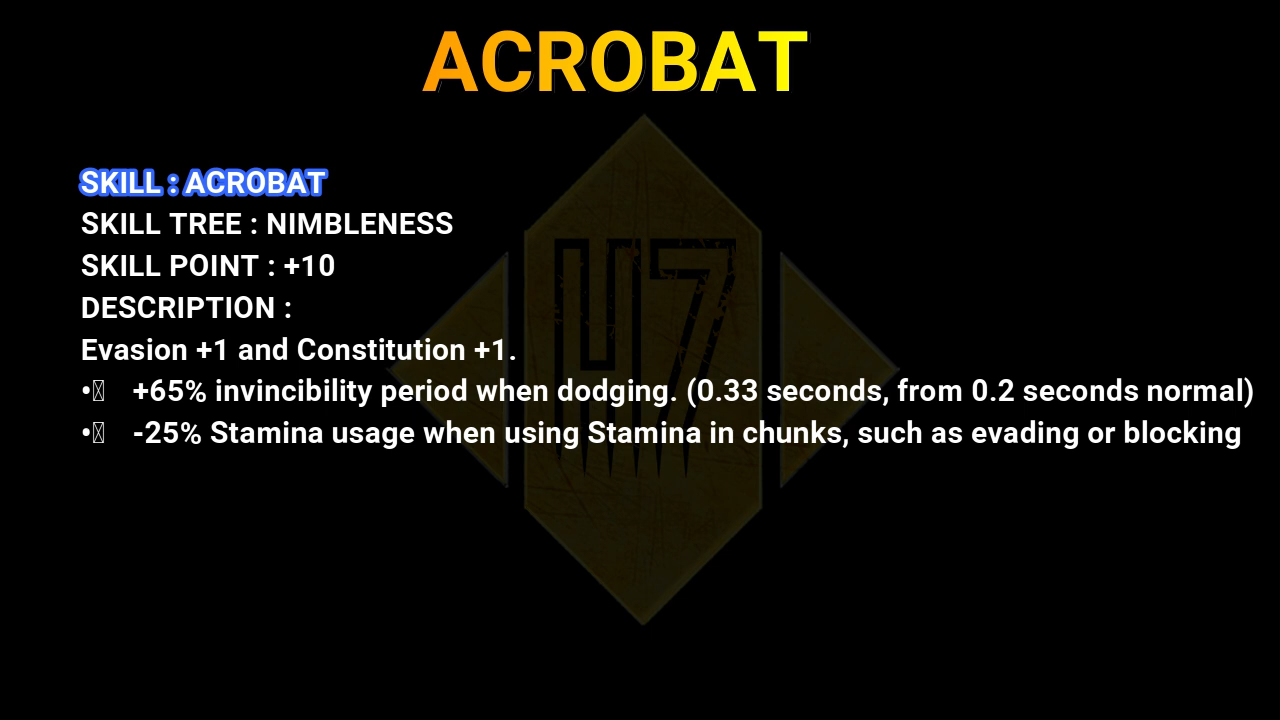 ACROBAT
SKILL : ACROBAT
SKILL TREE : NIMBLENESS
SKILL POINT : +10
DESCRIPTION :
Evasion +1 and Constitution +1.
• +65% invincibility period when dodging. (0.33 seconds, from 0.2 seconds normal)
• -25% Stamina usage when using Stamina in chunks, such as evading or blocking
H7